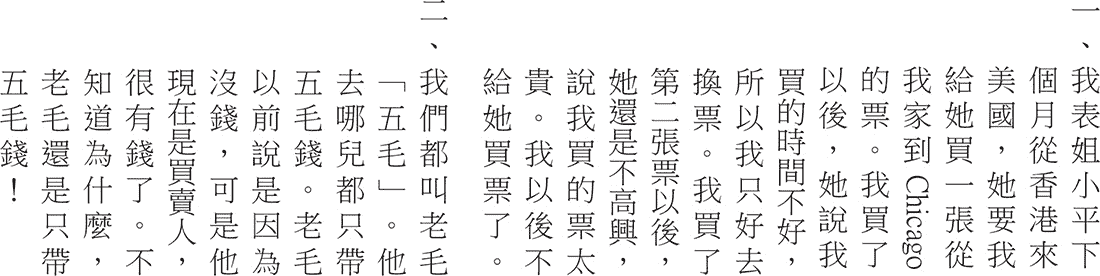 一、我表姐小平下
個月從香港來
美國，她要我
給她買一張從
我家到 Chicago
的票。我買了
以後，她說我
買的時間不好，
所以我只好去
換票。我買了
第二張票以後，
她還是不高興，
說我買的票太
貴。我以後不
給她買票了。
二、我們都叫老毛
「五毛」。他
去哪兒都只帶
五毛錢。老毛
以前說是因為
沒錢，可是他
現在是買賣人，
很有錢了。不
知道為什麼，
老毛還是只帶
五毛錢！